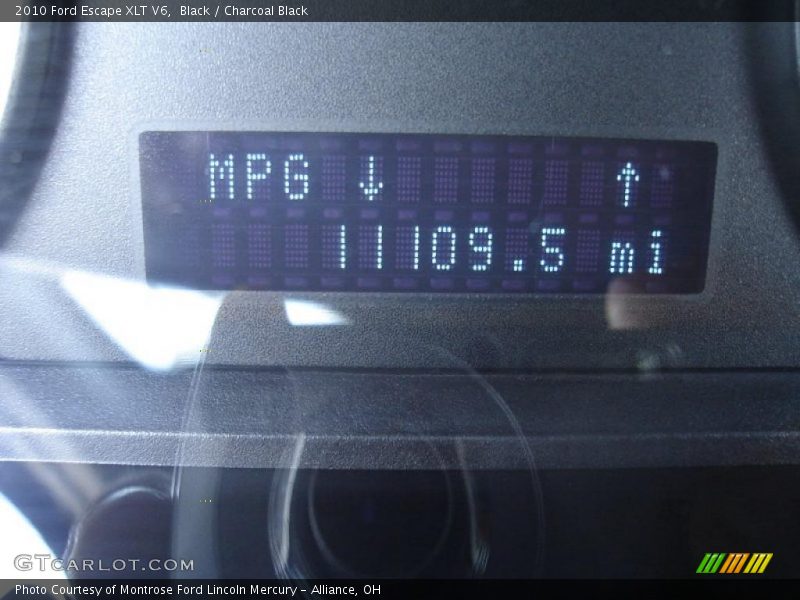 2010 Ford Escape XLT V6,  Black / Charcoal Black
MPG ↓ ↑
11109.5 mi
GTCARLOT.COM
Photo Courtesy of Montrose Ford Lincoln Mercury - Alliance, OH